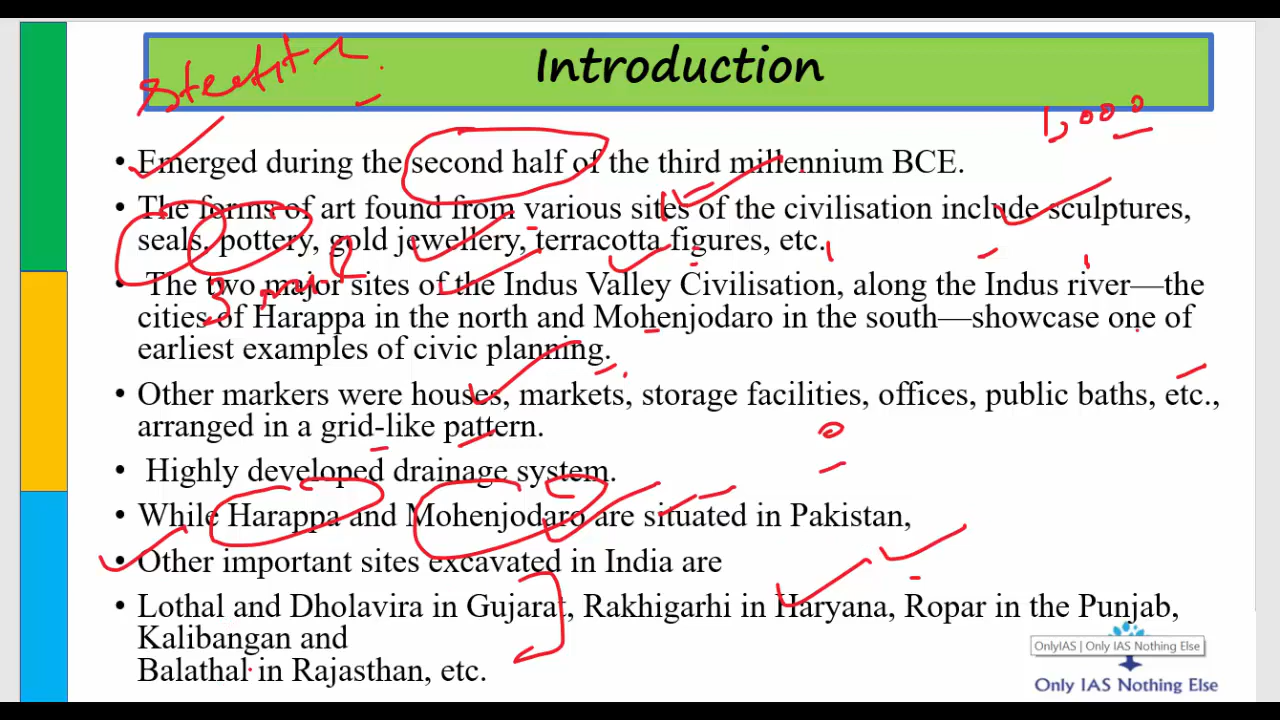 Introduction
Steatite
1,000
• Emerged during the second half of the third millennium BCE.
• The forms of art found from various sites of the civilisation include sculptures,
seals, pottery, gold jewellery, terracotta figures, etc.
• The two major sites of the Indus Valley Civilisation, along the Indus river—the
cities of Harappa in the north and Mohenjodaro in the south—showcase one of
earliest examples of civic planning.
• Other markers were houses, markets, storage facilities, offices, public baths, etc.,
arranged in a grid-like pattern.
• Highly developed drainage system.
• While Harappa and Mohenjodaro are situated in Pakistan,
• Other important sites excavated in India are
• Lothal and Dholavira in Gujarat, Rakhigarhi in Haryana, Ropar in the Punjab,
Kalibangan and
Balathal in Rajasthan, etc.
OnlyIAS | Only IAS Nothing Else
Only IAS Nothing Else